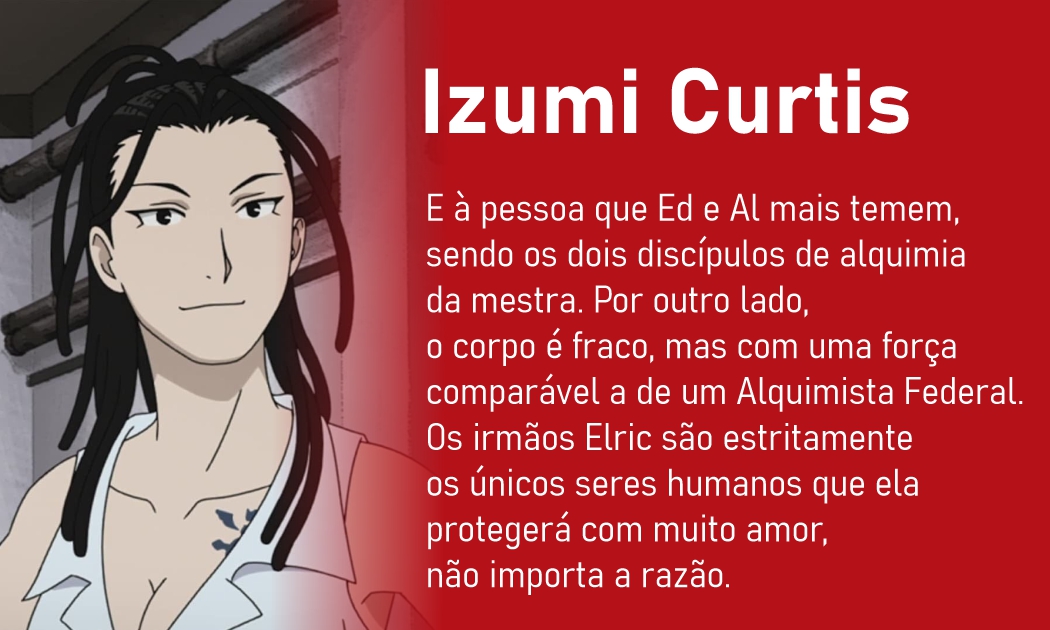 Izumi Curtis
E à pessoa que Ed e Al mais temem,
sendo os dois discípulos de alquimia
da mestra. Por outro lado,
o corpo é fraco, mas com uma força
comparável a de um Alquimista Federal.
Os irmãos Elric são estritamente
os únicos seres humanos que ela
protegerá com muito amor,
não importa a razão.